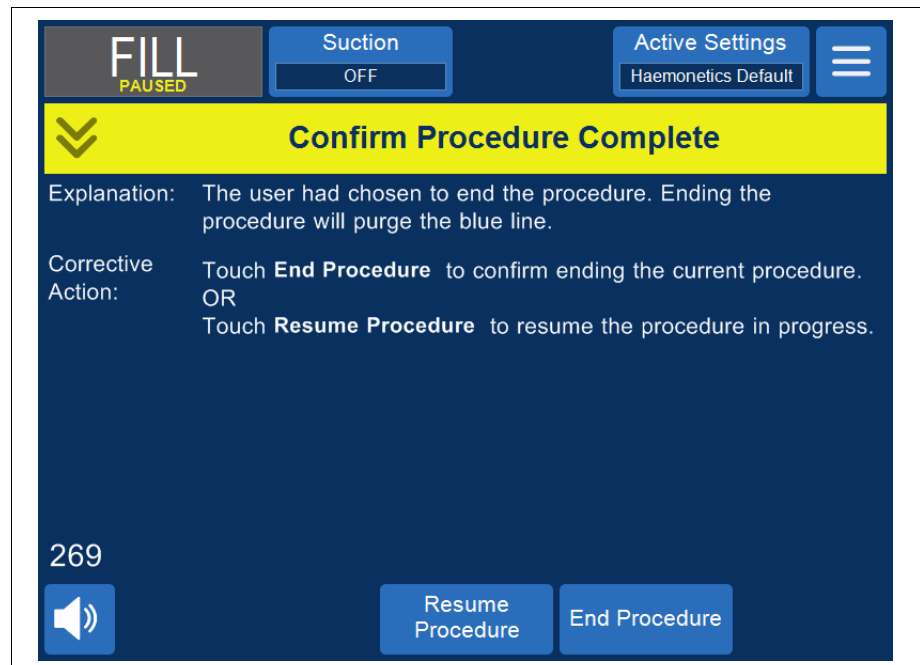 FILL
PAUSED
Suction
OFF
Active Settings
Haemonetics Default
Confirm Procedure Complete
Explanation:
The user had chosen to end the procedure. Ending the
procedure will purge the blue line.
Corrective
Action:
Touch End Procedure to confirm ending the current procedure.
OR
Touch Resume Procedure to resume the procedure in progress.
269
Resume
Procedure
End Procedure